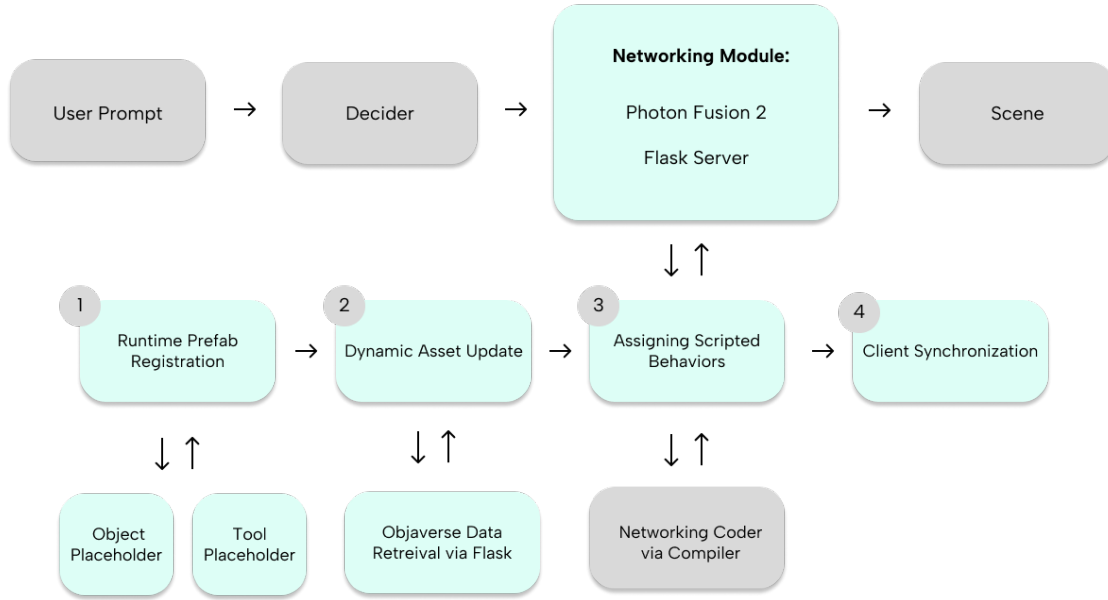 User Prompt
Decider
Networking Module:
Photon Fusion 2
Flask Server
Scene
1
Runtime Prefab
Registration
2
Dynamic Asset Update
3
Assigning Scripted
Behaviors
4
Client Synchronization
Object
Placeholder
Tool
Placeholder
Objaverse Data
Retreival via Flask
Networking Coder
via Compiler